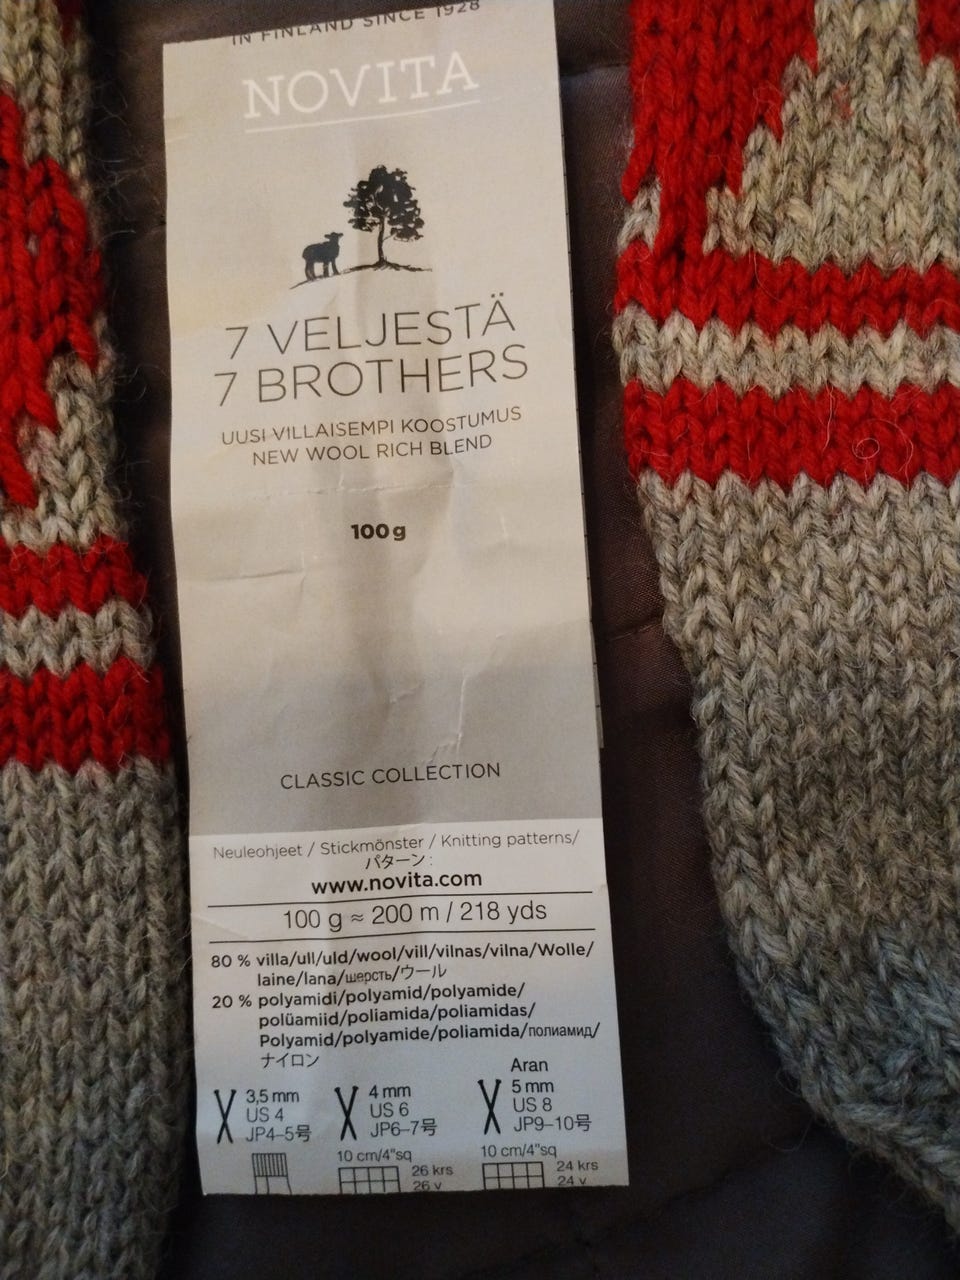 IN FINLAND SINCE 1928
NOVITA
7 VELJESTÄ
7 BROTHERS
UUSI VILLAISEMPI KOOSTUMUS
NEW WOOL RICH BLEND
100 g
CLASSIC COLLECTION
Neuleohjeet / Stickmönster / Knitting patterns/
パターン:
www.novita.com
100 g ≈ 200 m / 218 yds
80 % villa/ull/uld/wool/vill/vilnas/vilna/Wolle/
laine/lana/шерсть/ウール
20 % polyamidi/polyamid/polyamide/
polüamiid/poliamida/poliamidas/
Polyamid/polyamide/poliamida/полиамид/
ナイロン
3,5 mm
US 4
JP4–5号
4 mm
US 6
JP6–7号
Aran
5 mm
US 8
JP9–10号
10 cm/4"sq
26 krs
26 v
10 cm/4"sq
24 krs
24 v